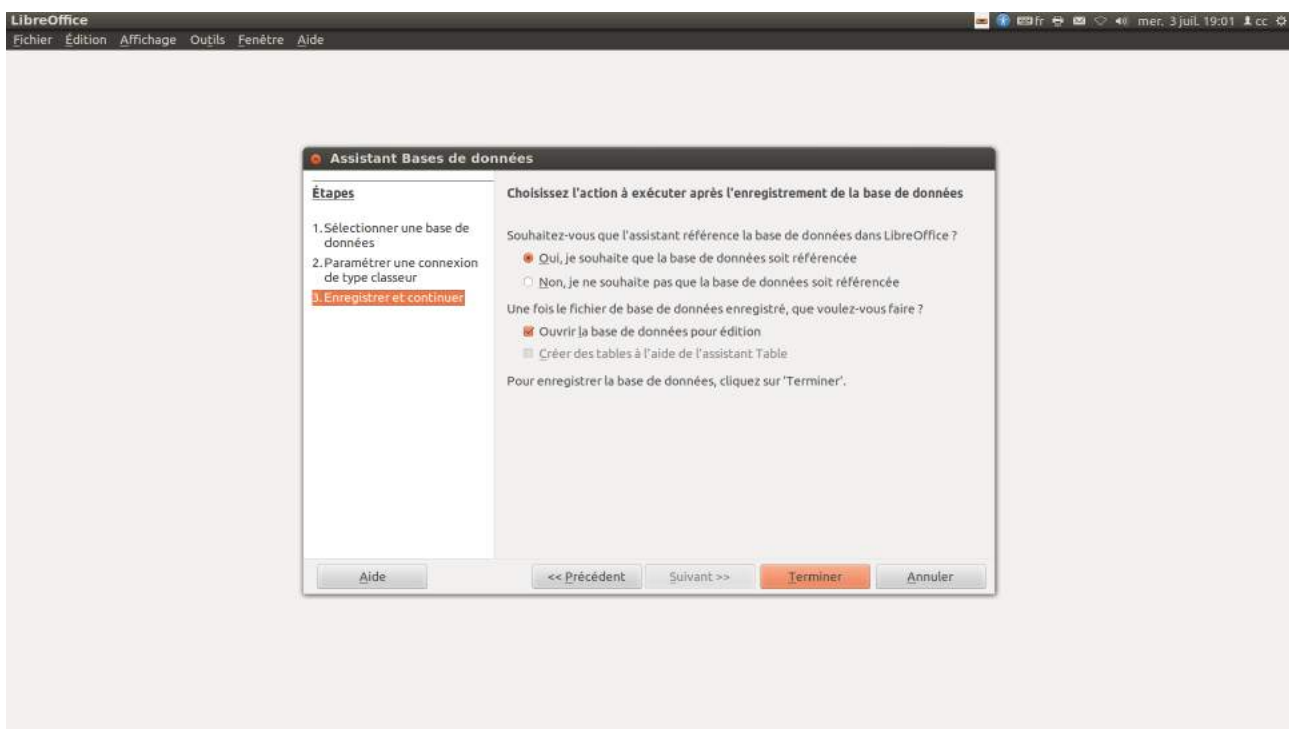 LibreOffice
fr mer. 3 juil. 19:01 cc
Fichier Édition Affichage Outils Fenêtre Aide
Assistant Bases de données
Étapes
1. Sélectionner une base de
données
2. Paramétrer une connexion
de type classeur
3. Enregistrer et continuer
Choisissez l'action à exécuter après l'enregistrement de la base de données
Souhaitez-vous que l'assistant référence la base de données dans LibreOffice ?
Oui, je souhaite que la base de données soit référencée
Non, je ne souhaite pas que la base de données soit référencée
Une fois le fichier de base de données enregistré, que voulez-vous faire ?
Ouvrir la base de données pour édition
Créer des tables à l'aide de l'assistant Table
Pour enregistrer la base de données, cliquez sur 'Terminer'.
Aide << Précédent Suivant >> Terminer Annuler